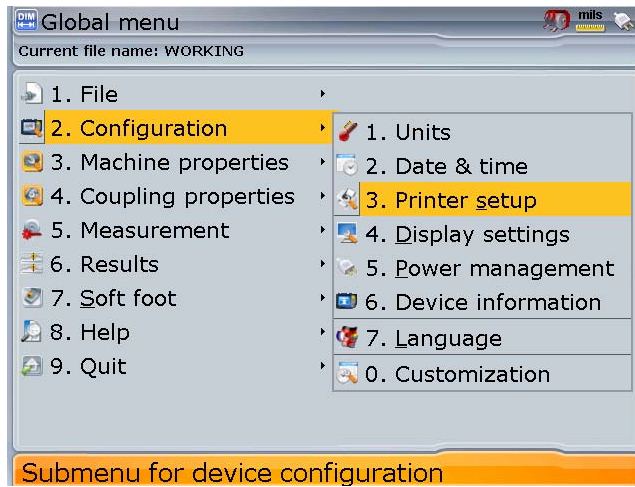 DIM
Global menu
mils
Current file name: WORKING
1. File
2. Configuration
3. Machine properties
4. Coupling properties
5. Measurement
6. Results
7. Soft foot
8. Help
9. Quit
1. Units
2. Date & time
3. Printer setup
4. Display settings
5. Power management
6. Device information
7. Language
0. Customization
Submenu for device configuration